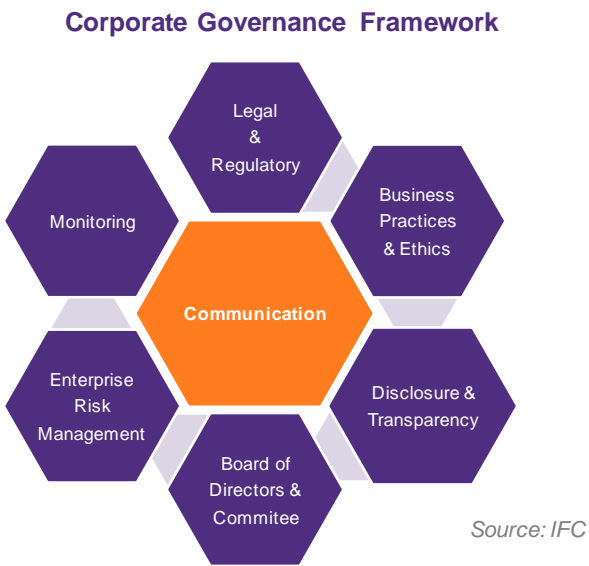 Corporate Governance Framework
Legal
&
Regulatory
Business
Practices
& Ethics
Monitoring
Communication
Enterprise
Risk
Management
Disclosure &
Transparency
Board of
Directors &
Commitee
Source: IFC